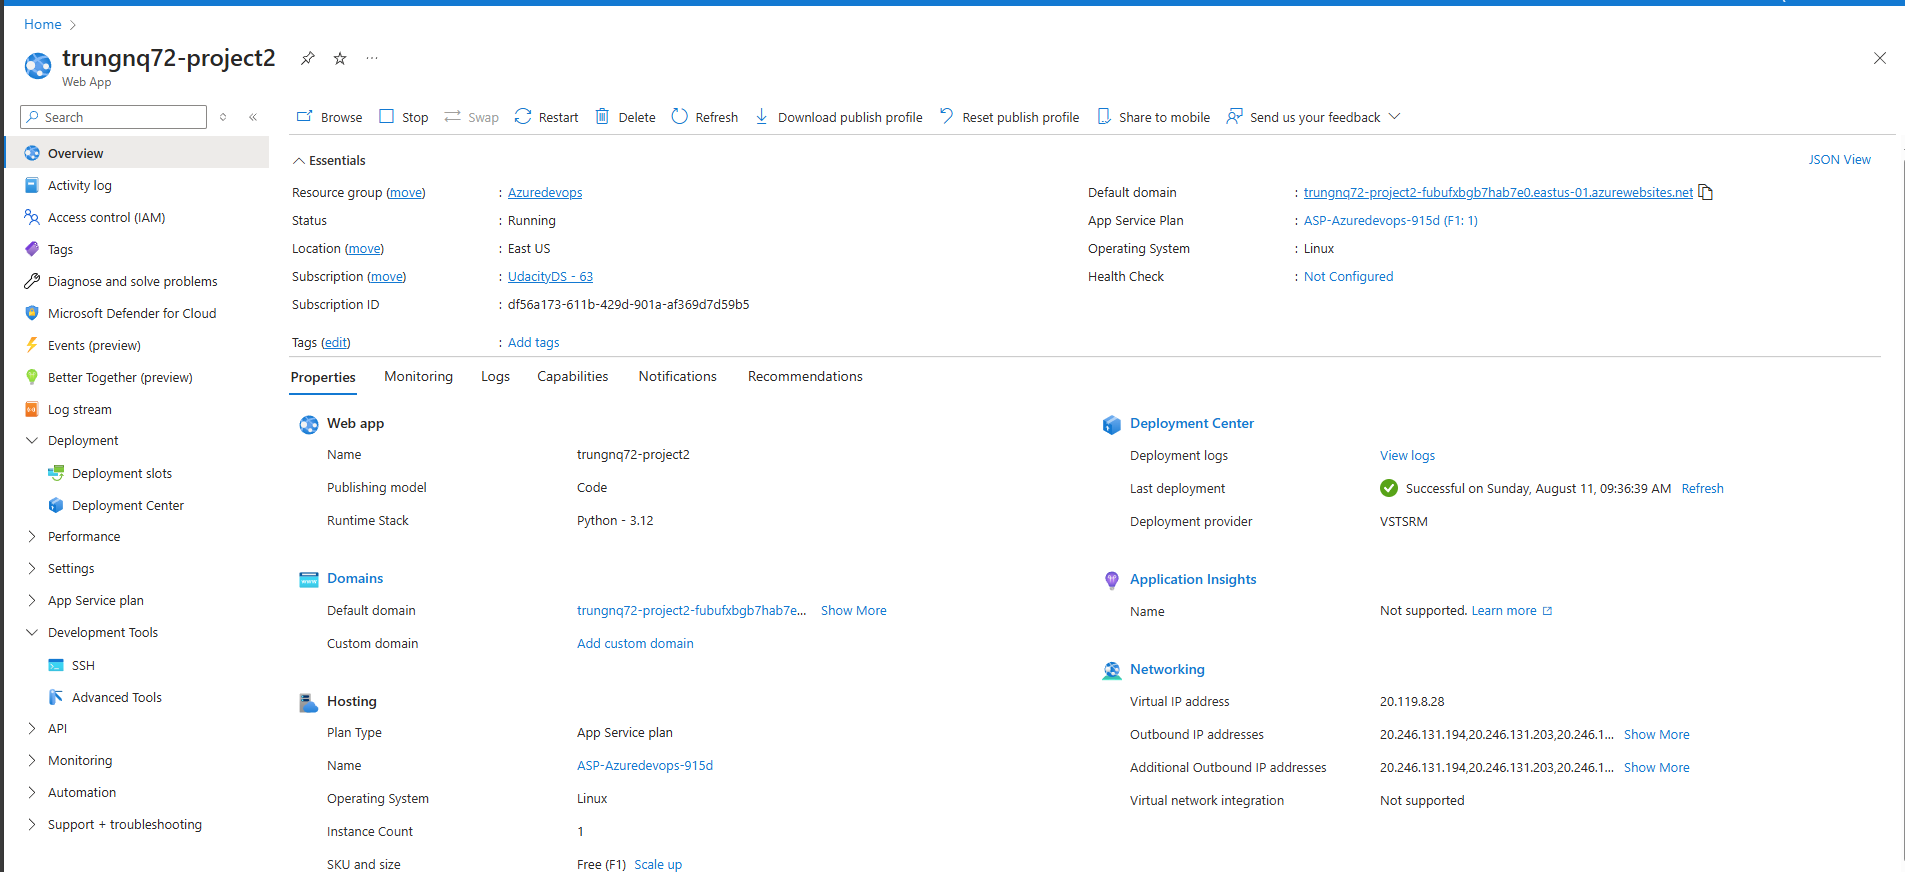 Home
trungnq72-project2
Web App
Search
Browse Stop Swap Restart Delete Refresh Download publish profile Reset publish profile Share to mobile Send us your feedback
Overview
Activity log
Access control (IAM)
Tags
Diagnose and solve problems
Microsoft Defender for Cloud
Events (preview)
Better Together (preview)
Log stream
Deployment
Deployment slots
Deployment Center
Performance
Settings
App Service plan
Development Tools
SSH
Advanced Tools
API
Monitoring
Automation
Support + troubleshooting
Essentials
JSON View
Resource group (move) : Azuredevops
Status : Running
Location (move) : East US
Subscription (move) : UdacityDS - 63
Subscription ID : df56a173-611b-429d-901a-af369d7d59b5
Tags (edit) : Add tags
Default domain : trungnq72-project2-fubufxbgb7hab7e0.eastus-01.azurewebsites.net
App Service Plan : ASP-Azuredevops-915d (F1: 1)
Operating System : Linux
Health Check : Not Configured
Properties Monitoring Logs Capabilities Notifications Recommendations
Web app
Name trungnq72-project2
Publishing model Code
Runtime Stack Python - 3.12
Domains
Default domain trungnq72-project2-fubufxbgb7hab7e... Show More
Custom domain Add custom domain
Hosting
Plan Type App Service plan
Name ASP-Azuredevops-915d
Operating System Linux
Instance Count 1
SKU and size Free (F1) Scale up
Deployment Center
Deployment logs View logs
Last deployment Successful on Sunday, August 11, 09:36:39 AM Refresh
Deployment provider VSTSRM
Application Insights
Name Not supported. Learn more
Networking
Virtual IP address 20.119.8.28
Outbound IP addresses 20.246.131.194,20.246.131.203,20.246.1... Show More
Additional Outbound IP addresses 20.246.131.194,20.246.131.203,20.246.1... Show More
Virtual network integration Not supported